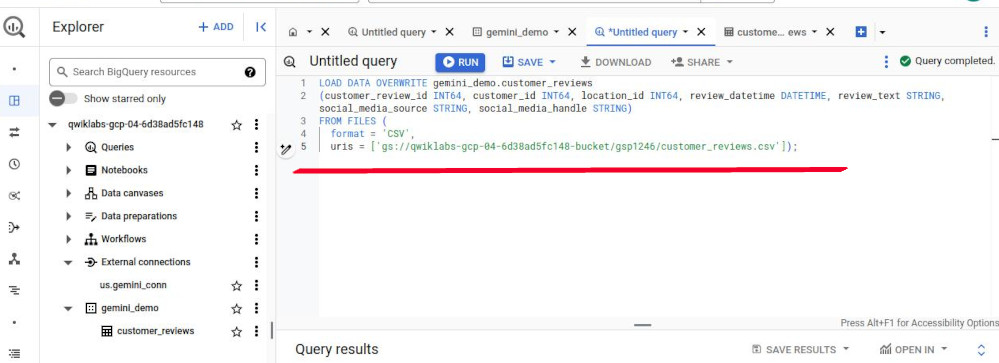 Explorer
+ ADD
Untitled query
gemini_demo
*Untitled query
custome... ews
Search BigQuery resources
Show starred only
qwiklabs-gcp-04-6d38ad5fc148
Queries
Notebooks
Data canvases
Data preparations
Workflows
External connections
us.gemini_conn
gemini_demo
customer_reviews
Untitled query
RUN
SAVE
DOWNLOAD
SHARE
Query completed.
1 LOAD DATA OVERWRITE gemini_demo.customer_reviews
2 (customer_review_id INT64, customer_id INT64, location_id INT64, review_datetime DATETIME, review_text STRING,
social_media_source STRING, social_media_handle STRING)
3 FROM FILES (
4 format = 'CSV',
5 uris = ['gs://qwiklabs-gcp-04-6d38ad5fc148-bucket/gsp1246/customer_reviews.csv']);
Press Alt+F1 for Accessibility Options
Query results
SAVE RESULTS
OPEN IN